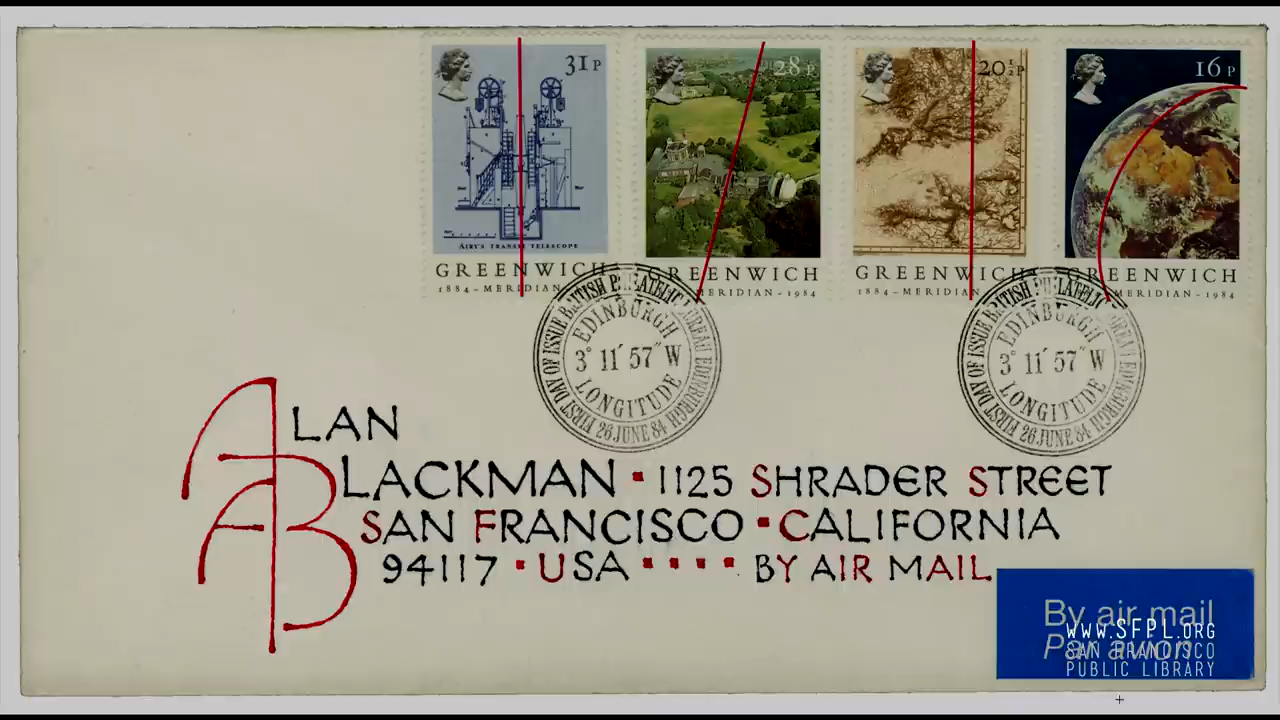 31P
28P
20½P
16P
AIRY'S TRANSIT TELESCOPE
GREENWICH
1884-MERIDIAN
GREENWICH
MERIDIAN-1984
GREENWICH
1884-MERIDIAN
GREENWICH
MERIDIAN-1984
FIRST DAY OF ISSUE BRITISH PHILATELIC BUREAU EDINBURGH
EDINBURGH
3° 11′ 57″ W
LONGITUDE
26 JUNE 84
FIRST DAY OF ISSUE BRITISH PHILATELIC BUREAU EDINBURGH
EDINBURGH
3° 11′ 57″ W
LONGITUDE
26 JUNE 84
ALAN
BLACKMAN ▪ 1125 SHRADER STREET
SAN FRANCISCO ▪ CALIFORNIA
94117 ▪ USA ▪ ▪ ▪ ▪ BY AIR MAIL
By air mail
Par avion
WWW.SFPL.ORG
SAN FRANCISCO
PUBLIC LIBRARY